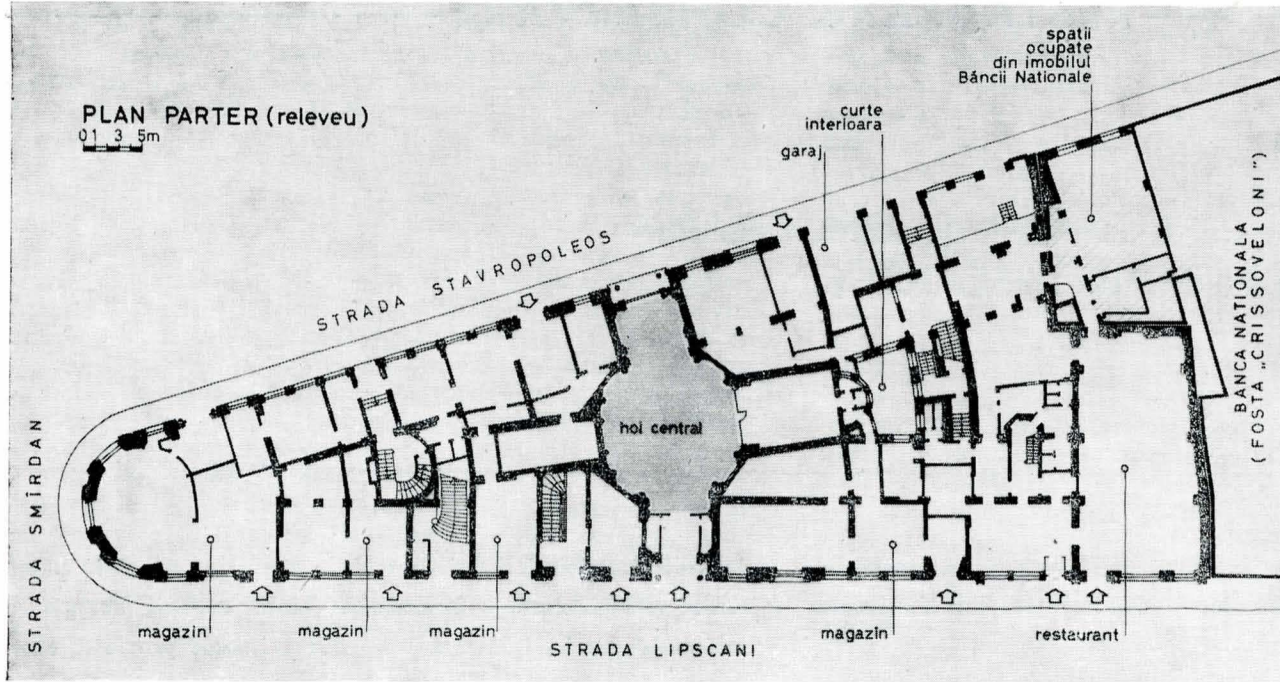 spatii
ocupate
din imobilul
Băncii Nationale
PLAN PARTER (releveu)
0 1 3 5m
curte
interioara
garaj
STRADA STAVROPOLEOS
BANCA NATIONALA
(FOSTA „CRISSOVELONI")
hol central
STRADA SMÎRDAN
magazin
magazin
magazin
magazin
restaurant
STRADA LIPSCANI